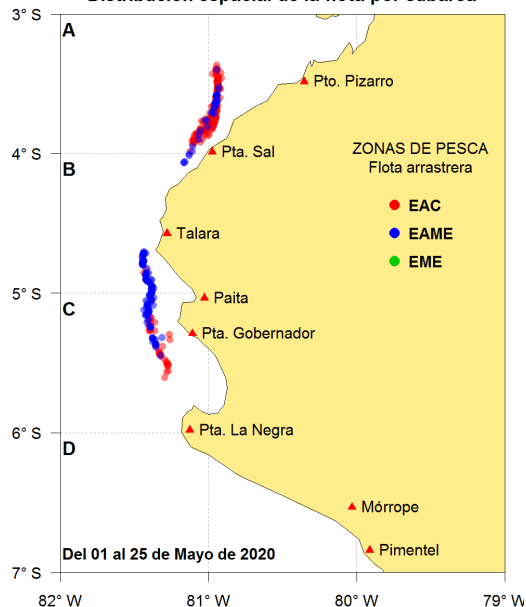 Distribución espacial de la flota por subárea
3° S
A
Pto. Pizarro
ZONAS DE PESCA
Flota arrastrera
4° S
Pta. Sal
B
EAC
Talara
EAME
EME
5° S
Paita
C
Pta. Gobernador
6° S
Pta. La Negra
D
Mórrope
Del 01 al 25 de Mayo de 2020
Pimentel
7° S
82° W
81° W
80° W
79° W